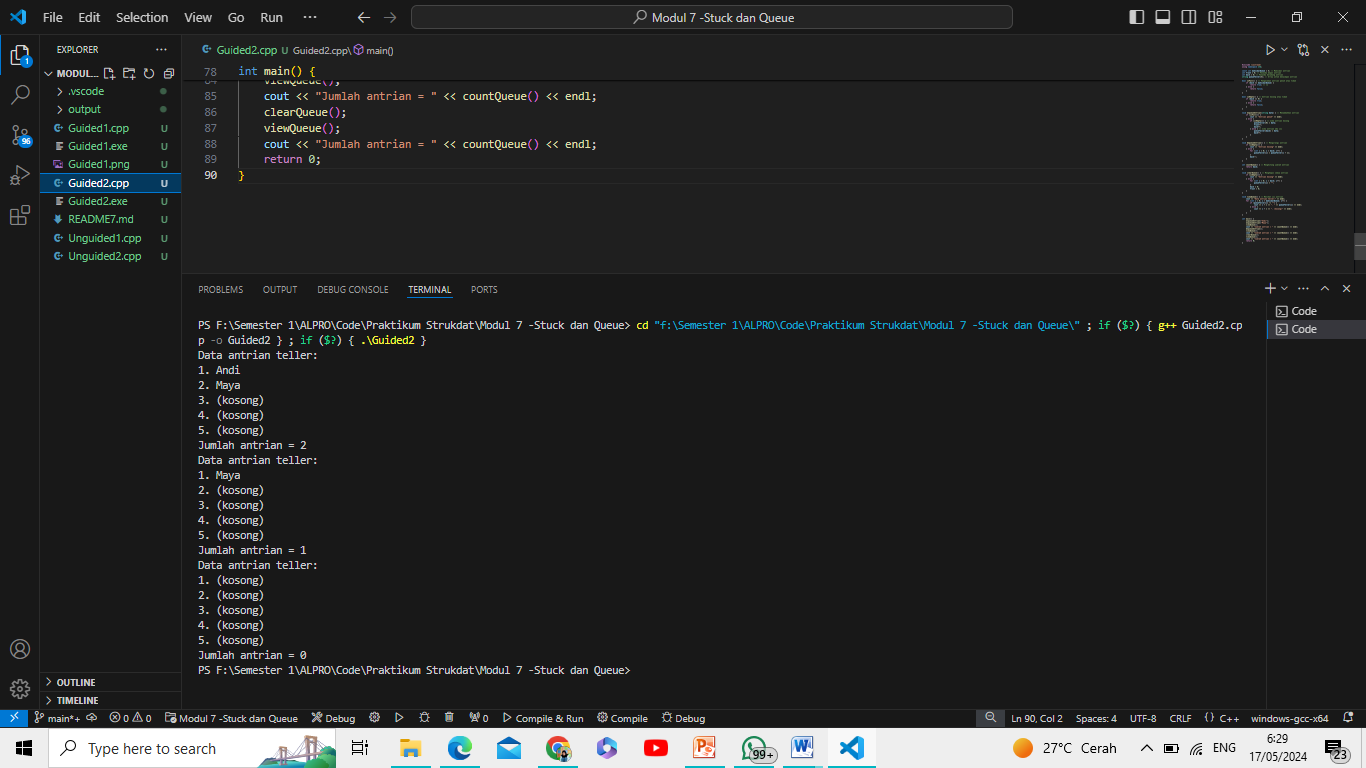 File Edit Selection View Go Run ··· Modul 7 -Stuck dan Queue
EXPLORER ···
MODUL...
.vscode
output
Guided1.cpp U
Guided1.exe U
Guided1.png U
Guided2.cpp U
Guided2.exe U
README7.md U
Unguided1.cpp U
Unguided2.cpp U
OUTLINE
TIMELINE
Guided2.cpp U
Guided2.cpp\ main()
78 int main() {
84 viewQueue();
85 cout << "Jumlah antrian = " << countQueue() << endl;
86 clearQueue();
87 viewQueue();
88 cout << "Jumlah antrian = " << countQueue() << endl;
89 return 0;
90 }
PROBLEMS OUTPUT DEBUG CONSOLE TERMINAL PORTS
Code
Code
PS F:\Semester 1\ALPRO\Code\Praktikum Strukdat\Modul 7 -Stuck dan Queue> cd "f:\Semester 1\ALPRO\Code\Praktikum Strukdat\Modul 7 -Stuck dan Queue\" ; if ($?) { g++ Guided2.cp
p -o Guided2 } ; if ($?) { .\Guided2 }
Data antrian teller:
1. Andi
2. Maya
3. (kosong)
4. (kosong)
5. (kosong)
Jumlah antrian = 2
Data antrian teller:
1. Maya
2. (kosong)
3. (kosong)
4. (kosong)
5. (kosong)
Jumlah antrian = 1
Data antrian teller:
1. (kosong)
2. (kosong)
3. (kosong)
4. (kosong)
5. (kosong)
Jumlah antrian = 0
PS F:\Semester 1\ALPRO\Code\Praktikum Strukdat\Modul 7 -Stuck dan Queue>
1
96
main*+ 0 0 Modul 7 -Stuck dan Queue Debug 0 Compile & Run Compile Debug Ln 90, Col 2 Spaces: 4 UTF-8 CRLF {} C++ windows-gcc-x64
Type here to search 99+ 27°C Cerah ENG 6:29
17/05/2024 23